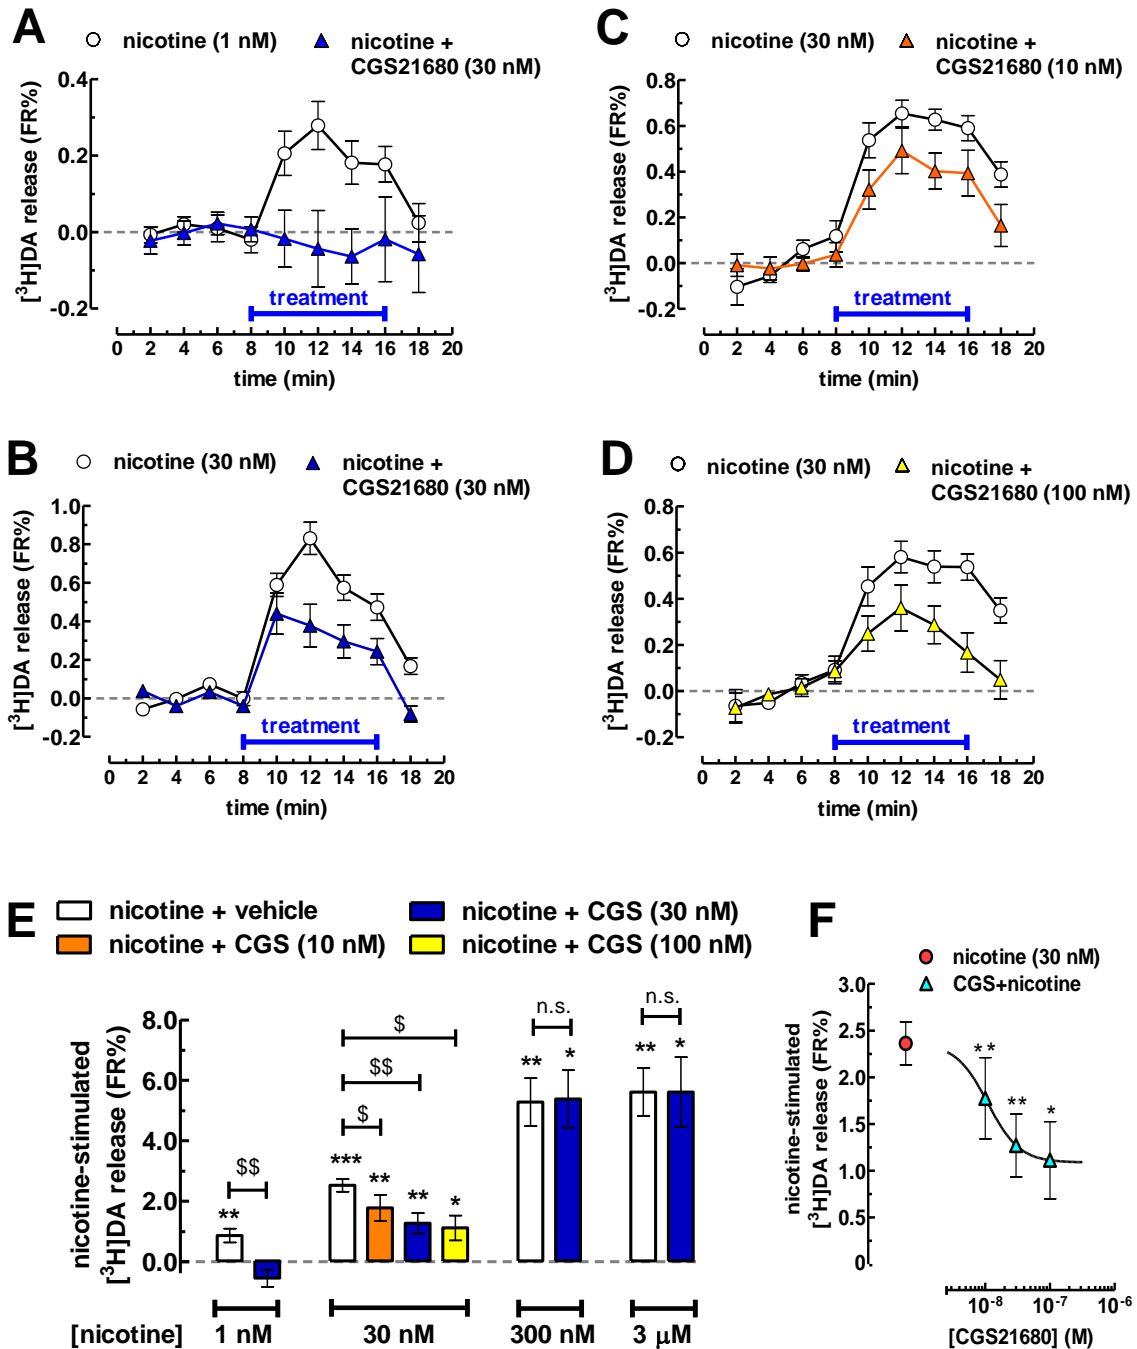 A
nicotine (1 nM)
nicotine +
CGS21680 (30 nM)
[³H]DA release (FR%)
0.4
0.2
0.0
-0.2
treatment
0 2 4 6 8 10 12 14 16 18 20
time (min)
C
nicotine (30 nM)
nicotine +
CGS21680 (10 nM)
[³H]DA release (FR%)
0.8
0.6
0.4
0.2
0.0
-0.2
treatment
0 2 4 6 8 10 12 14 16 18 20
time (min)
B
nicotine (30 nM)
nicotine +
CGS21680 (30 nM)
[³H]DA release (FR%)
1.0
0.8
0.6
0.4
0.2
0.0
-0.2
treatment
0 2 4 6 8 10 12 14 16 18 20
time (min)
D
nicotine (30 nM)
nicotine +
CGS21680 (100 nM)
[³H]DA release (FR%)
0.8
0.6
0.4
0.2
0.0
-0.2
treatment
0 2 4 6 8 10 12 14 16 18 20
time (min)
E
nicotine + vehicle
nicotine + CGS (30 nM)
nicotine + CGS (10 nM)
nicotine + CGS (100 nM)
nicotine-stimulated
[³H]DA release (FR%)
8.0
6.0
4.0
2.0
0.0
$$
**
$
$$
$
***
**
**
*
n.s.
**
*
n.s.
**
*
[nicotine]
1 nM
30 nM
300 nM
3 µM
F
nicotine (30 nM)
CGS+nicotine
nicotine-stimulated
[³H]DA release (FR%)
3.0
2.5
2.0
1.5
1.0
0.5
0
**
**
*
10⁻⁸ 10⁻⁷ 10⁻⁶
[CGS21680] (M)